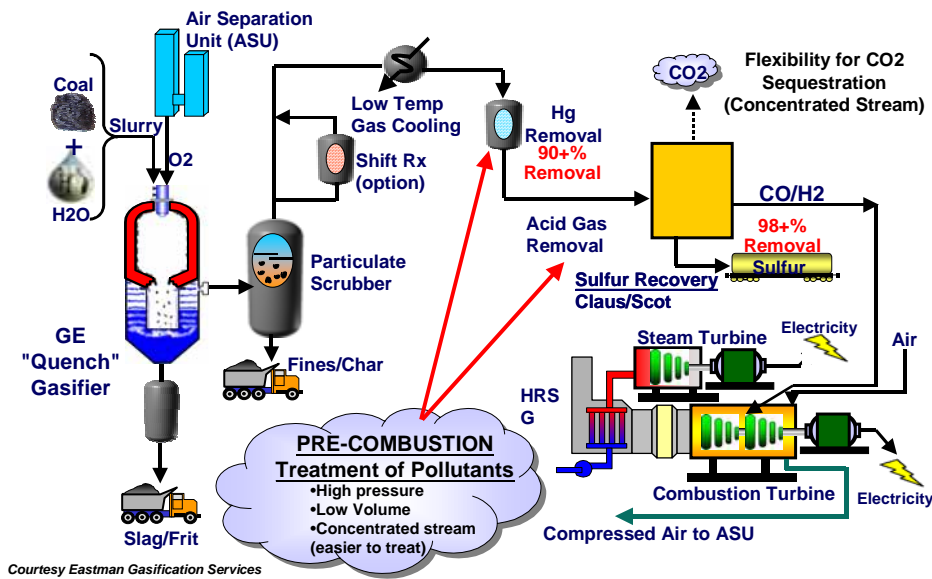 Air Separation
Unit (ASU)
Coal
+
H2O
Slurry
O2
GE
"Quench"
Gasifier
Slag/Frit
Particulate
Scrubber
Fines/Char
Shift Rx
(option)
Low Temp
Gas Cooling
Hg
Removal
90+%
Removal
Acid Gas
Removal
CO2
Flexibility for CO2
Sequestration
(Concentrated Stream)
CO/H2
98+%
Removal
Sulfur
Sulfur Recovery
Claus/Scot
Steam Turbine
Electricity
Air
HRS
G
Combustion Turbine
Electricity
Compressed Air to ASU
PRE-COMBUSTION
Treatment of Pollutants
•High pressure
•Low Volume
•Concentrated stream
(easier to treat)
Courtesy Eastman Gasification Services